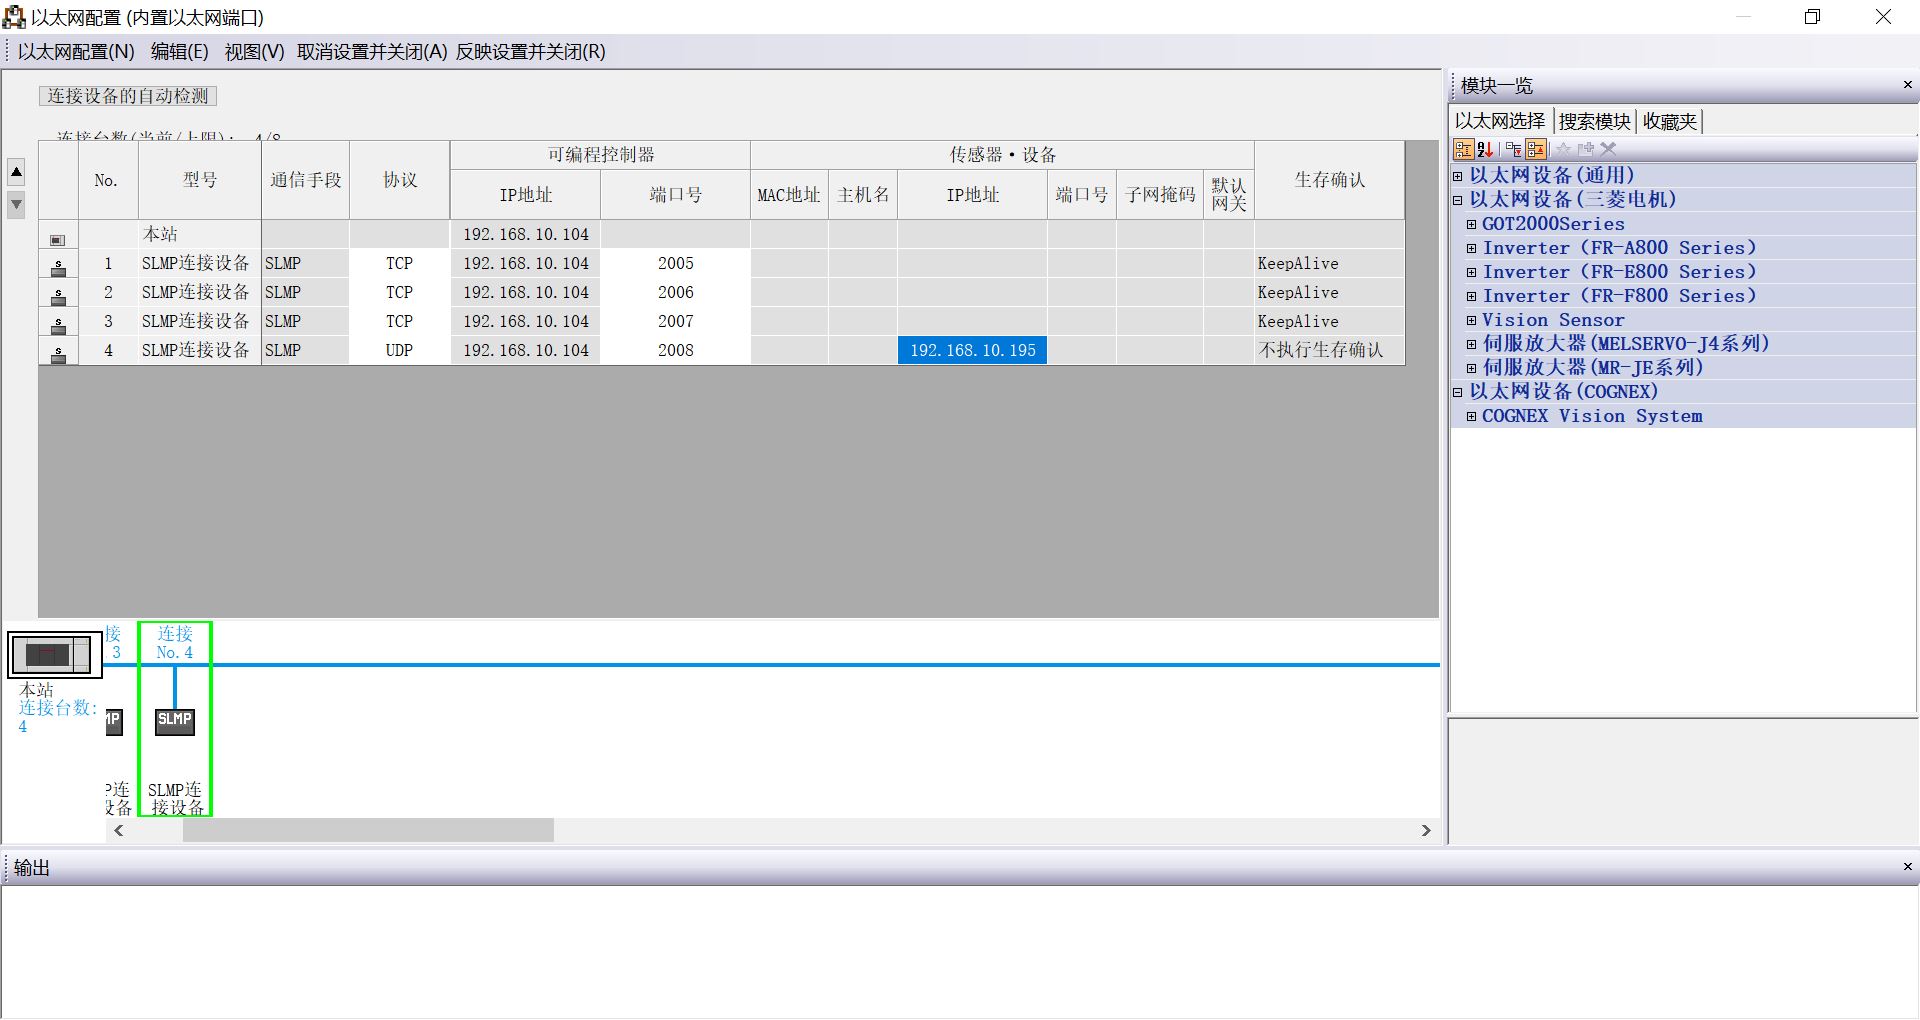 以太网配置 (内置以太网端口)
以太网配置(N) 编辑(E) 视图(V) 取消设置并关闭(A) 反映设置并关闭(R)
连接设备的自动检测
连接台数(当前/上限): 4/8
No. 型号 通信手段 协议 可编程控制器 传感器·设备 生存确认
IP地址 端口号 MAC地址 主机名 IP地址 端口号 子网掩码 默认网关
本站 192.168.10.104
1 SLMP连接设备 SLMP TCP 192.168.10.104 2005 KeepAlive
2 SLMP连接设备 SLMP TCP 192.168.10.104 2006 KeepAlive
3 SLMP连接设备 SLMP TCP 192.168.10.104 2007 KeepAlive
4 SLMP连接设备 SLMP UDP 192.168.10.104 2008 192.168.10.195 不执行生存确认
接 连接
.3 No.4
本站
连接台数:
4
MP SLMP
P连 SLMP连
设备 接设备
模块一览
以太网选择 搜索模块 收藏夹
以太网设备(通用)
以太网设备(三菱电机)
GOT2000Series
Inverter (FR-A800 Series)
Inverter (FR-E800 Series)
Inverter (FR-F800 Series)
Vision Sensor
伺服放大器(MELSERVO-J4系列)
伺服放大器(MR-JE系列)
以太网设备(COGNEX)
COGNEX Vision System
输出